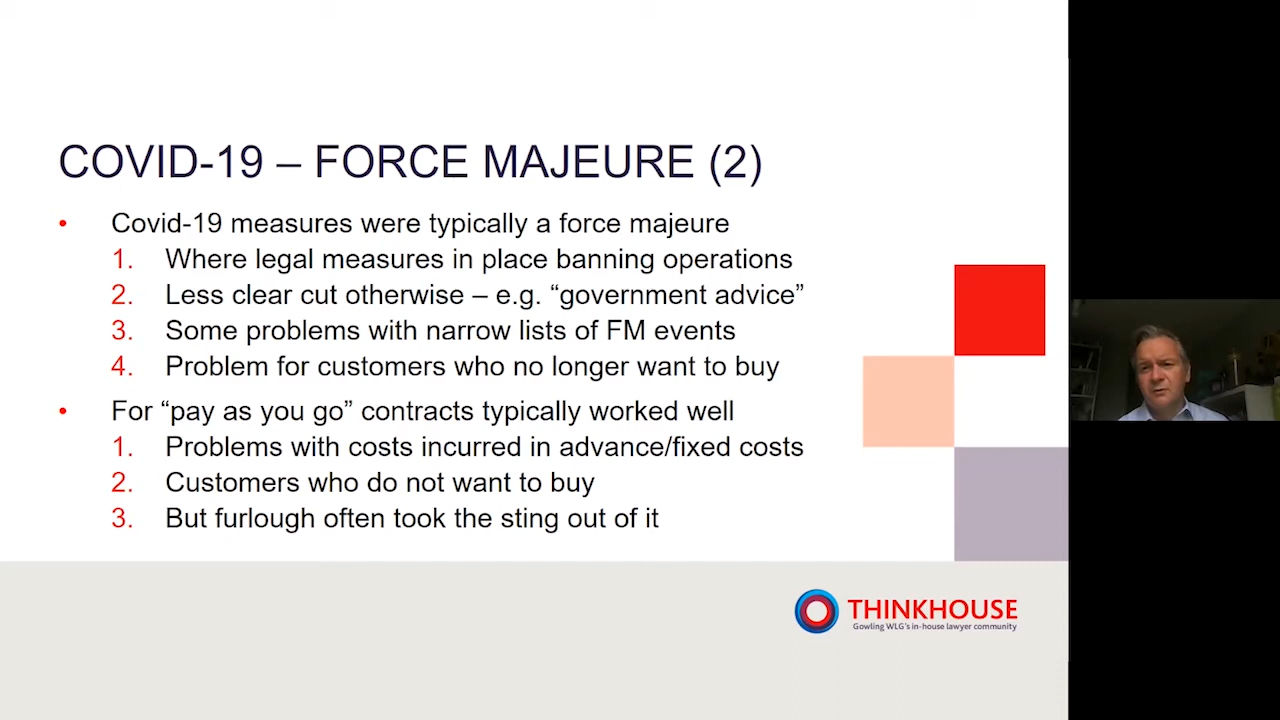 COVID-19 – FORCE MAJEURE (2)
• Covid-19 measures were typically a force majeure
1. Where legal measures in place banning operations
2. Less clear cut otherwise – e.g. “government advice”
3. Some problems with narrow lists of FM events
4. Problem for customers who no longer want to buy
• For “pay as you go” contracts typically worked well
1. Problems with costs incurred in advance/fixed costs
2. Customers who do not want to buy
3. But furlough often took the sting out of it
THINKHOUSE
Gowling WLG's in-house lawyer community